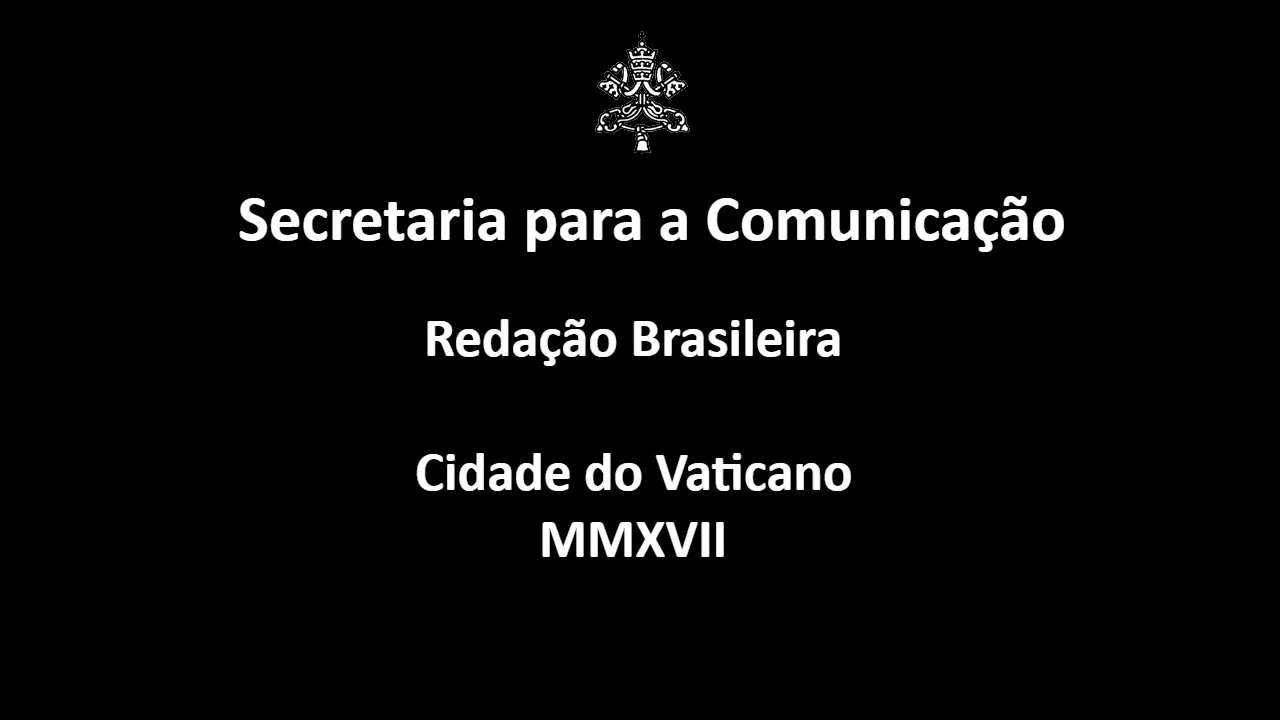 Secretaria para a Comunicação
Redação Brasileira
Cidade do Vaticano
MMXVII